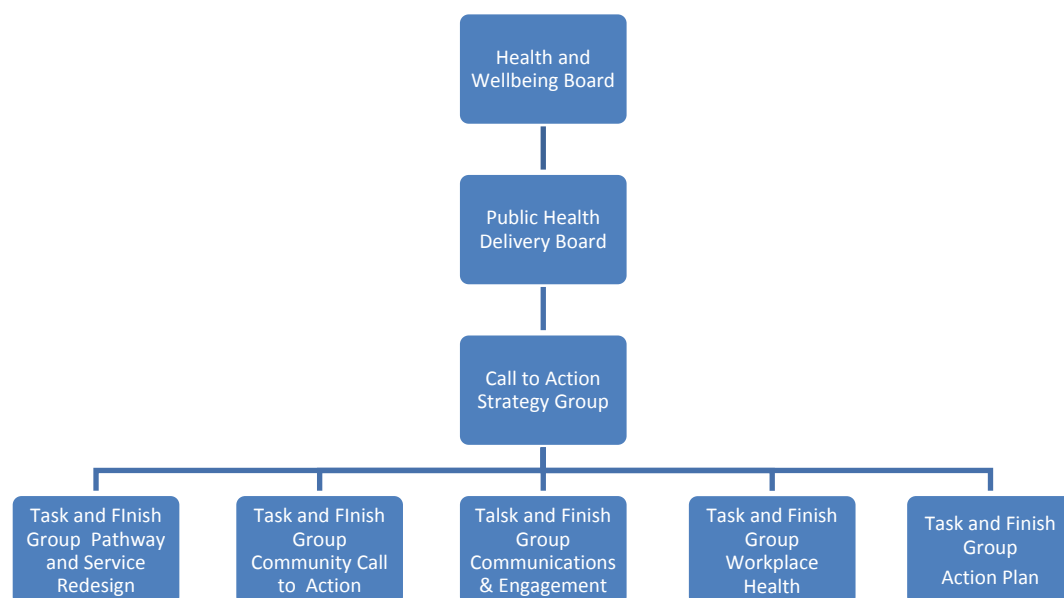 Health and
Wellbeing Board
Public Health
Delivery Board
Call to Action
Strategy Group
Task and FInish
Group Pathway
and Service
Redesign
Task and FInish
Group
Community Call
to Action
Talsk and Finish
Group
Communications
& Engagement
Task and Finish
Group
Workplace
Health
Task and Finish
Group
Action Plan